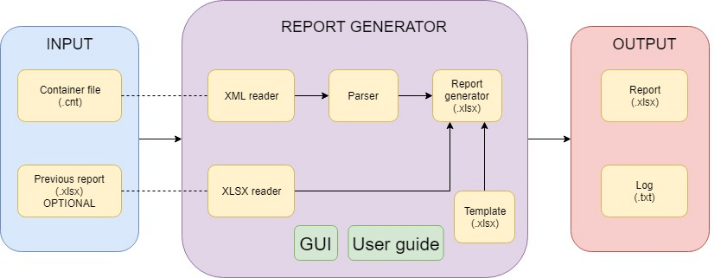 INPUT
Container file
(.cnt)
Previous report
(.xlsx)
OPTIONAL
REPORT GENERATOR
XML reader
Parser
Report
generator
(.xlsx)
XLSX reader
Template
(.xlsx)
GUI
User guide
OUTPUT
Report
(.xlsx)
Log
(.txt)